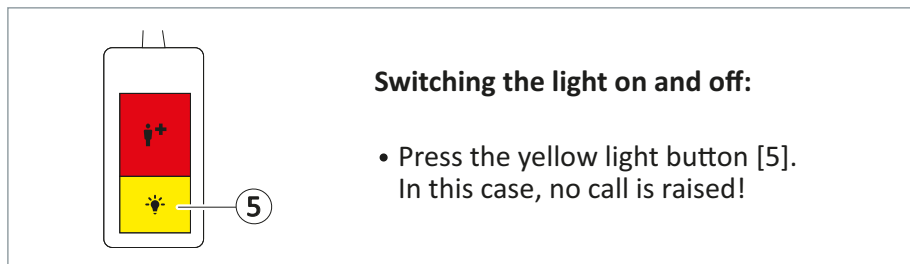 Switching the light on and off:
• Press the yellow light button [5].
In this case, no call is raised!
5